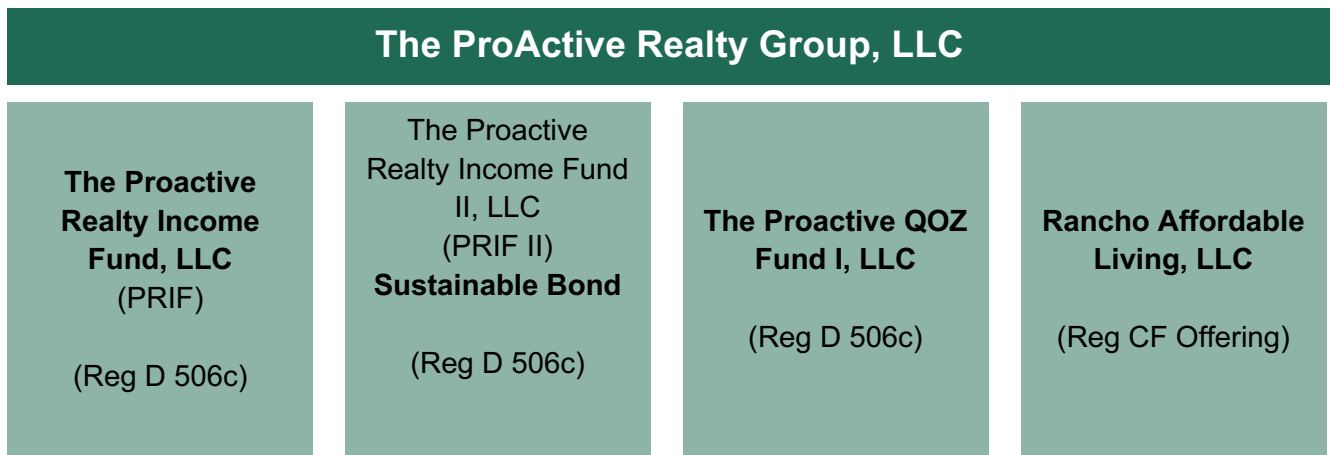 The ProActive Realty Group, LLC
The Proactive
Realty Income
Fund, LLC
(PRIF)
(Reg D 506c)
The Proactive
Realty Income Fund
II, LLC
(PRIF II)
Sustainable Bond
(Reg D 506c)
The Proactive QOZ
Fund I, LLC
(Reg D 506c)
Rancho Affordable
Living, LLC
(Reg CF Offering)